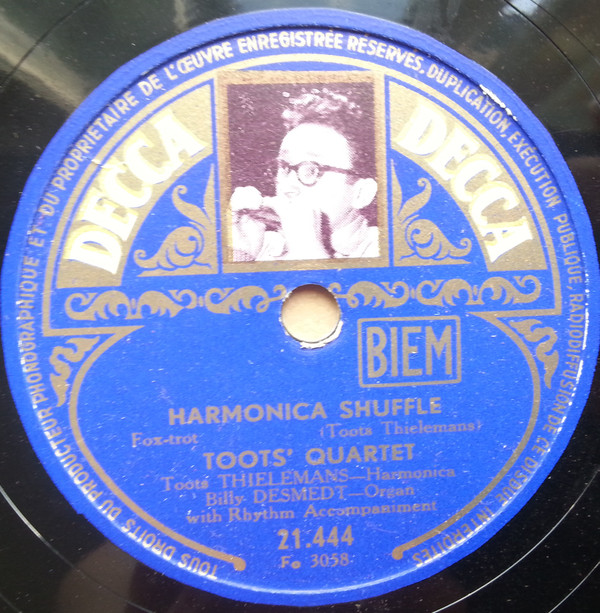 TOUS DROITS DU PRODUCTEUR PHONOGRAPHIQUE ET DU PROPRIETAIRE DE L'ŒUVRE ENREGISTRÉE RÉSERVÉS, DUPLICATION, EXÉCUTION PUBLIQUE RADIODIFFUSION DE CE DISQUE INTERDITES
DECCA DECCA
BIEM
HARMONICA SHUFFLE
Fox-trot (Toots Thielemans)
TOOTS' QUARTET
Toots THIELEMANS—Harmonica
Billy DESMEDT—Organ
with Rhythm Accompaniment
21.444
Fo 3058